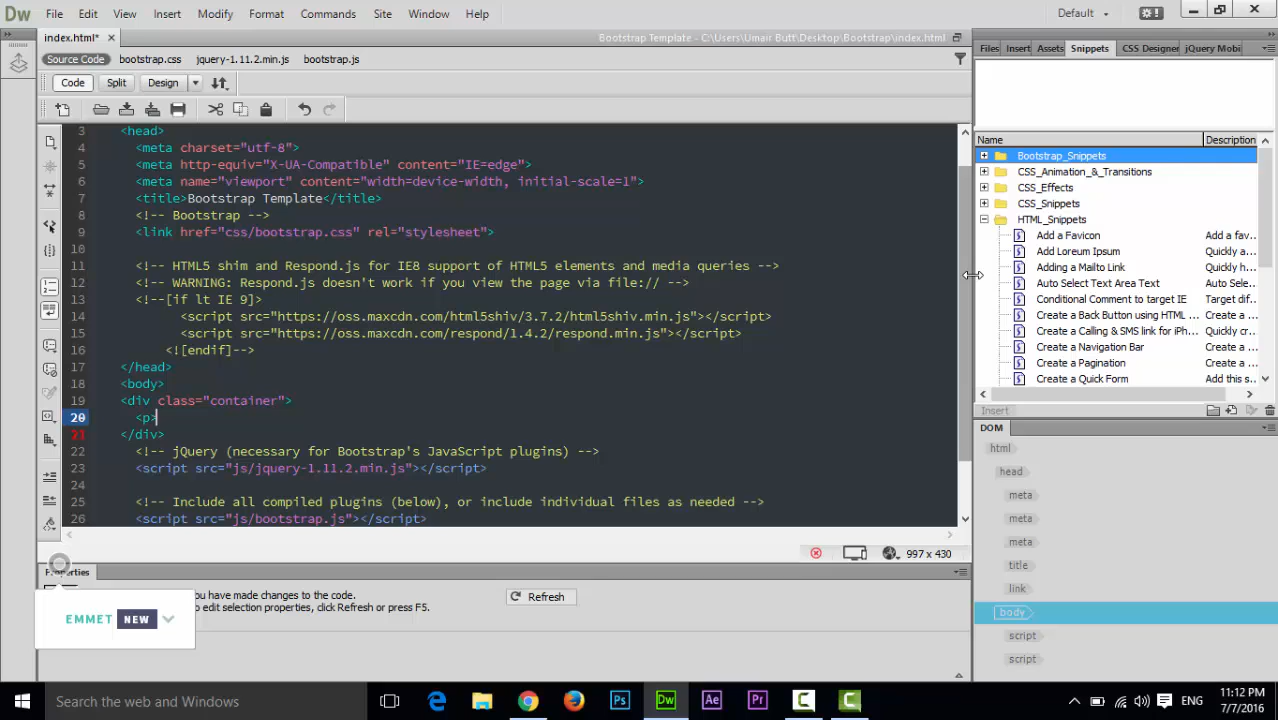 Dw File Edit View Insert Modify Format Commands Site Window Help Default
index.html* Bootstrap Template - C:\Users\Umair Butt\Desktop\Bootstrap\index.html
Source Code bootstrap.css jquery-1.11.2.min.js bootstrap.js
Code Split Design
3 <head>
4 <meta charset="utf-8">
5 <meta http-equiv="X-UA-Compatible" content="IE=edge">
6 <meta name="viewport" content="width=device-width, initial-scale=1">
7 <title>Bootstrap Template</title>
8 <!-- Bootstrap -->
9 <link href="css/bootstrap.css" rel="stylesheet">
10
11 <!-- HTML5 shim and Respond.js for IE8 support of HTML5 elements and media queries -->
12 <!-- WARNING: Respond.js doesn't work if you view the page via file:// -->
13 <!--[if lt IE 9]>
14 <script src="https://oss.maxcdn.com/html5shiv/3.7.2/html5shiv.min.js"></script>
15 <script src="https://oss.maxcdn.com/respond/1.4.2/respond.min.js"></script>
16 <![endif]-->
17 </head>
18 <body>
19 <div class="container">
20 <p>
21 </div>
22 <!-- jQuery (necessary for Bootstrap's JavaScript plugins) -->
23 <script src="js/jquery-1.11.2.min.js"></script>
24
25 <!-- Include all compiled plugins (below), or include individual files as needed -->
26 <script src="js/bootstrap.js"></script>
997 x 430
Properties
ou have made changes to the code.
to edit selection properties, click Refresh or press F5.
Refresh
EMMET NEW
Files Insert Assets Snippets CSS Designer jQuery Mobi
Name Description
Bootstrap_Snippets
CSS_Animation_&_Transitions
CSS_Effects
CSS_Snippets
HTML_Snippets
Add a Favicon Add a fav...
Add Loreum Ipsum Quickly a...
Adding a Mailto Link Quickly h...
Auto Select Text Area Text Auto Sele...
Conditional Comment to target IE Target dif...
Create a Back Button using HTML ... Create a ...
Create a Calling & SMS link for iPh... Quickly cr...
Create a Navigation Bar Create a ...
Create a Pagination Create a ...
Create a Quick Form Add this s...
Insert
DOM
html
head
meta
meta
meta
title
link
body
script
script
Search the web and Windows
Ps Dw Ae Pr
ENG
11:12 PM
7/7/2016